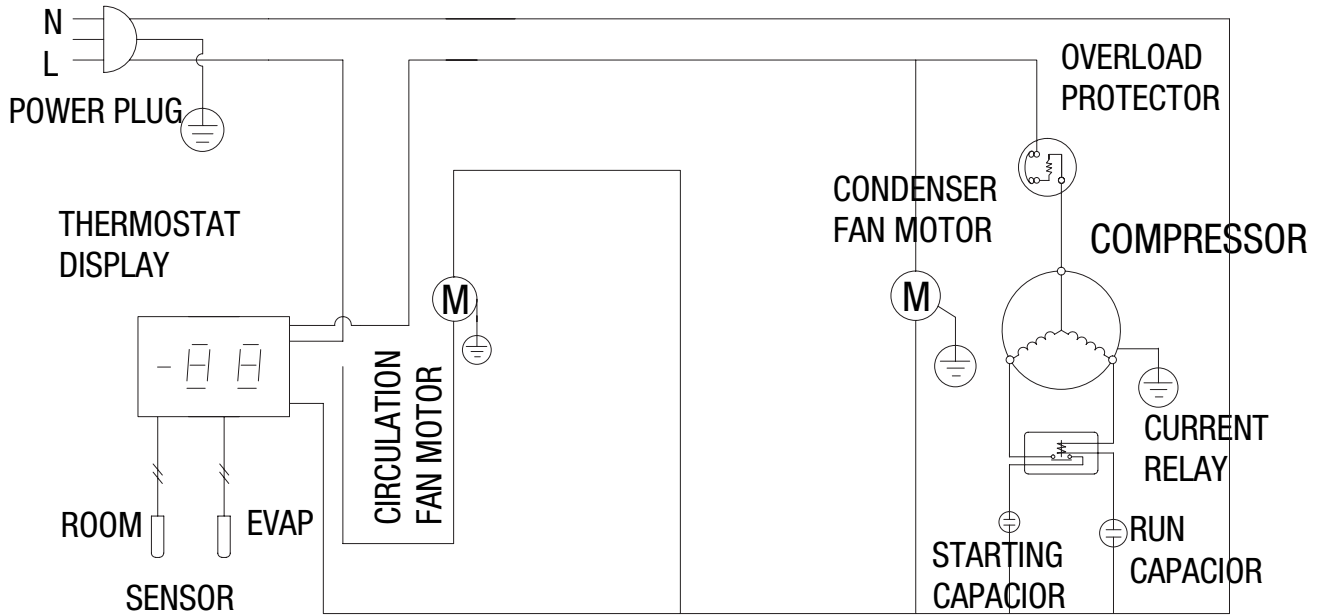 N
L
POWER PLUG
OVERLOAD
PROTECTOR
THERMOSTAT
DISPLAY
CONDENSER
FAN MOTOR
COMPRESSOR
M
M
-88
CIRCULATION
FAN MOTOR
CURRENT
RELAY
ROOM
EVAP
SENSOR
STARTING
CAPACIOR
RUN
CAPACIOR